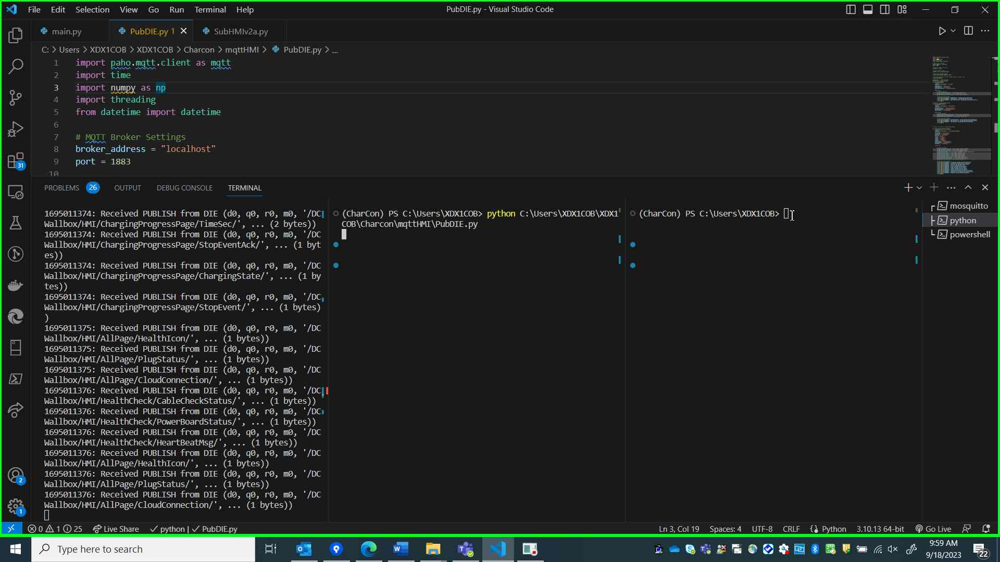 File Edit Selection View Go Run Terminal Help
PubDIE.py - Visual Studio Code
main.py
PubDIE.py 1
SubHMIv2a.py
C: > Users > XDX1COB > XDX1COB > Charcon > mqttHMI > PubDIE.py > ...
1 import paho.mqtt.client as mqtt
2 import time
3 import numpy as np
4 import threading
5 from datetime import datetime
6
7 # MQTT Broker Settings
8 broker_address = "localhost"
9 port = 1883
10
31
PROBLEMS 26 OUTPUT DEBUG CONSOLE TERMINAL
1695011374: Received PUBLISH from DIE (d0, q0, r0, m0, '/DC
Wallbox/HMI/ChargingProgressPage/TimeSec/', ... (2 bytes))
1695011374: Received PUBLISH from DIE (d0, q0, r0, m0, '/DC
Wallbox/HMI/ChargingProgressPage/StopEventAck/', ... (1 byt
es))
1695011374: Received PUBLISH from DIE (d0, q0, r0, m0, '/DC
Wallbox/HMI/ChargingProgressPage/ChargingState/', ... (1 by
tes))
1695011374: Received PUBLISH from DIE (d0, q0, r0, m0, '/DC
Wallbox/HMI/ChargingProgressPage/StopEvent/', ... (1 bytes)
)
1695011375: Received PUBLISH from DIE (d0, q0, r0, m0, '/DC
Wallbox/HMI/AllPage/HealthIcon/', ... (1 bytes))
1695011375: Received PUBLISH from DIE (d0, q0, r0, m0, '/DC
Wallbox/HMI/AllPage/PlugStatus/', ... (1 bytes))
1695011375: Received PUBLISH from DIE (d0, q0, r0, m0, '/DC
Wallbox/HMI/AllPage/CloudConnection/', ... (1 bytes))
1695011376: Received PUBLISH from DIE (d0, q0, r0, m0, '/DC
Wallbox/HMI/HealthCheck/CableCheckStatus/', ... (1 bytes))
1695011376: Received PUBLISH from DIE (d0, q0, r0, m0, '/DC
Wallbox/HMI/HealthCheck/PowerBoardStatus/', ... (1 bytes))
1695011376: Received PUBLISH from DIE (d0, q0, r0, m0, '/DC
Wallbox/HMI/HealthCheck/HeartBeatMsg/', ... (1 bytes))
1695011376: Received PUBLISH from DIE (d0, q0, r0, m0, '/DC
Wallbox/HMI/AllPage/HealthIcon/', ... (1 bytes))
1695011376: Received PUBLISH from DIE (d0, q0, r0, m0, '/DC
Wallbox/HMI/AllPage/PlugStatus/', ... (1 bytes))
1695011376: Received PUBLISH from DIE (d0, q0, r0, m0, '/DC
Wallbox/HMI/AllPage/CloudConnection/', ... (1 bytes))
(CharCon) PS C:\Users\XDX1COB> python C:\Users\XDX1COB\XDX1
COB\Charcon\mqttHMI\PubDIE.py
(CharCon) PS C:\Users\XDX1COB>
mosquitto
python
powershell
2
1
0 1 25 Live Share python | PubDIE.py
Ln 3, Col 19 Spaces: 4 UTF-8 CRLF Python 3.10.13 64-bit Go Live
Type here to search
9:59 AM
9/18/2023
22